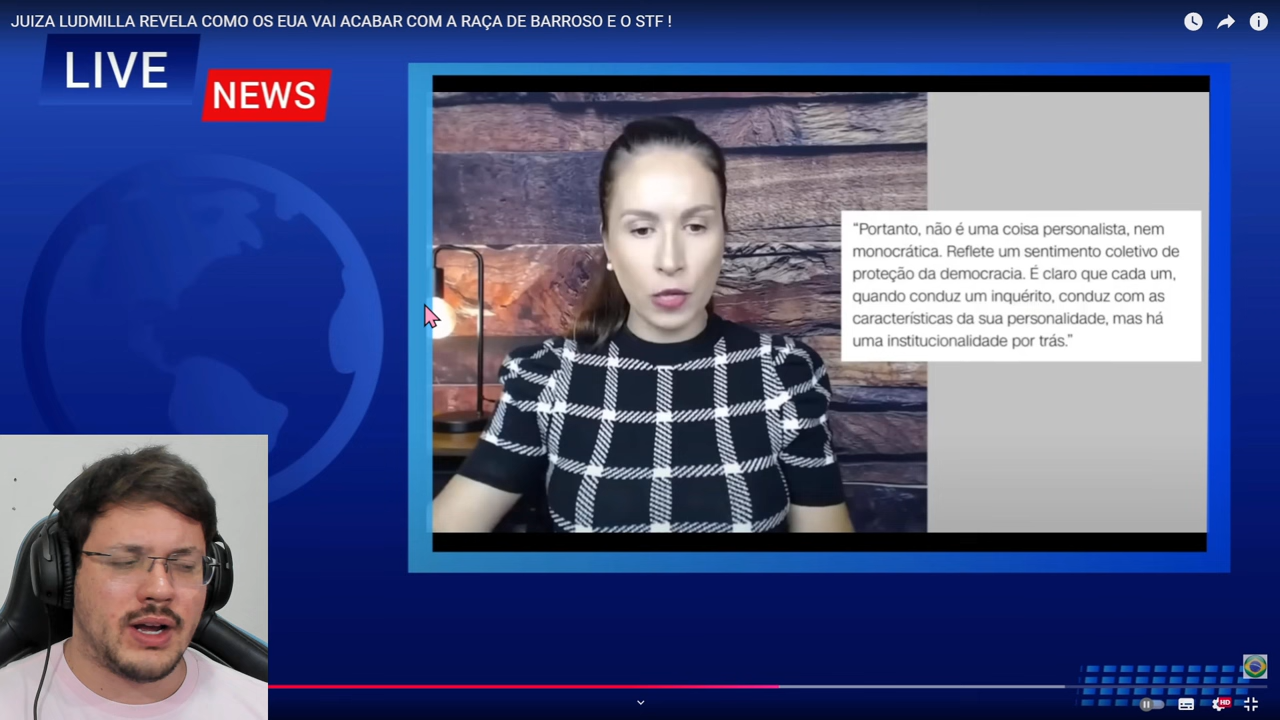 JUIZA LUDMILLA REVELA COMO OS EUA VAI ACABAR COM A RAÇA DE BARROSO E O STF !
LIVE
NEWS
“Portanto, não é uma coisa personalista, nem
monocrática. Reflete um sentimento coletivo de
proteção da democracia. É claro que cada um,
quando conduz um inquérito, conduz com as
características da sua personalidade, mas há
uma institucionalidade por trás.”
HD